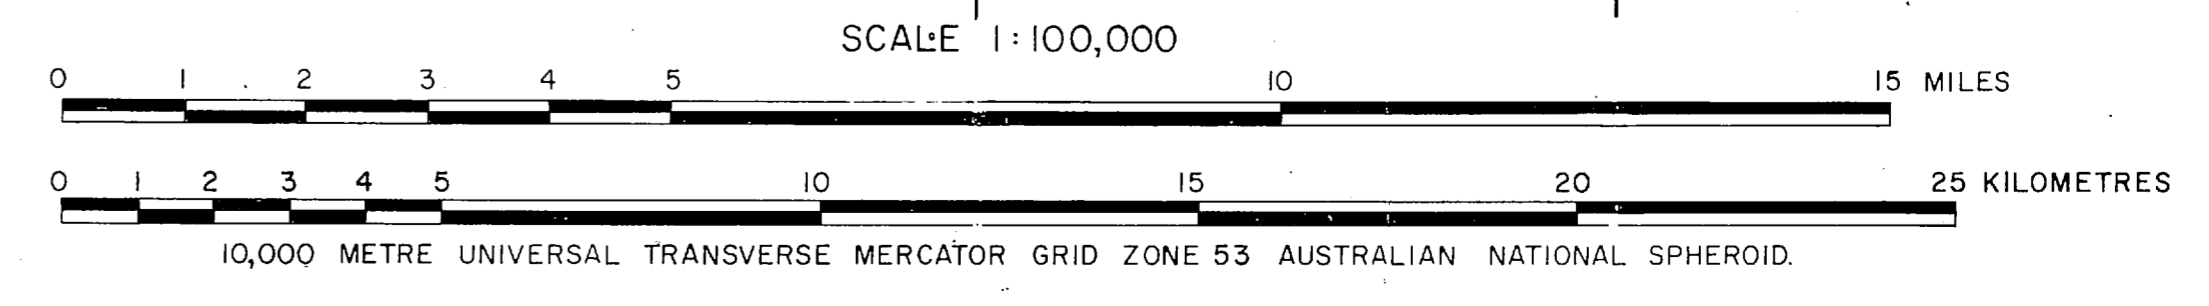 SCALE 1:100,000
0 1 2 3 4 5 10 15 MILES
0 1 2 3 4 5 10 15 20 25 KILOMETRES
10,000 METRE UNIVERSAL TRANSVERSE MERCATOR GRID ZONE 53 AUSTRALIAN NATIONAL SPHEROID.